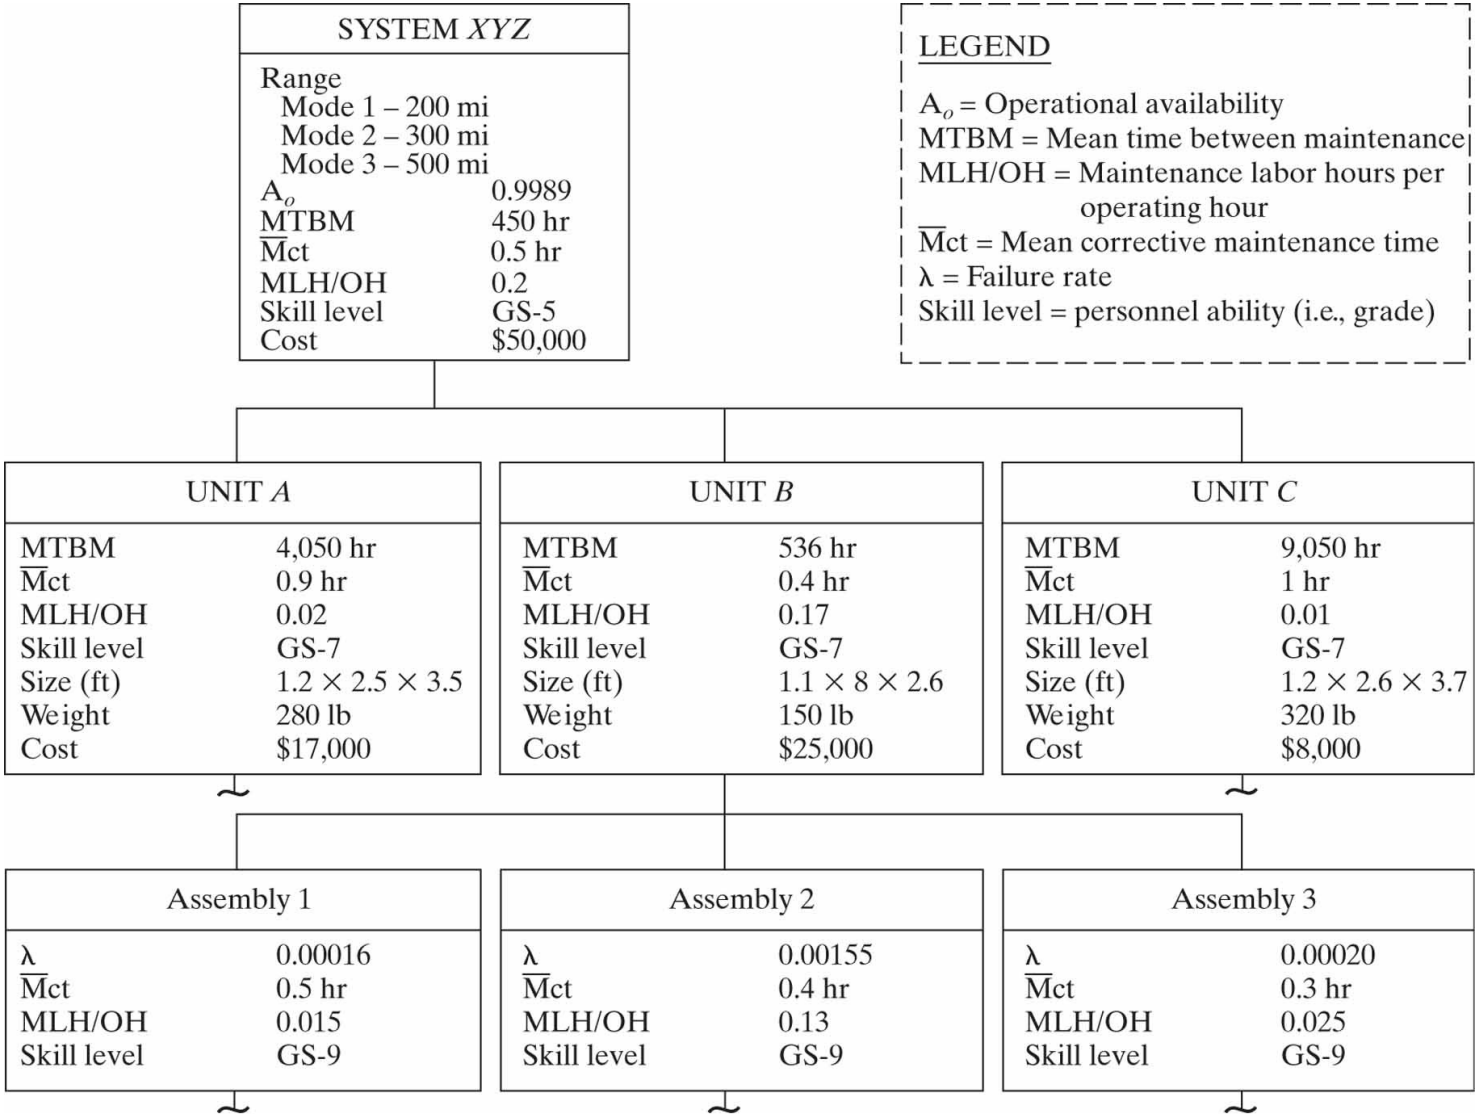 SYSTEM XYZ
Range
Mode 1 – 200 mi
Mode 2 – 300 mi
Mode 3 – 500 mi
Aₒ 0.9989
MTBM 450 hr
M̅ct 0.5 hr
MLH/OH 0.2
Skill level GS-5
Cost $50,000
LEGEND
Aₒ = Operational availability
MTBM = Mean time between maintenance
MLH/OH = Maintenance labor hours per
operating hour
M̅ct = Mean corrective maintenance time
λ = Failure rate
Skill level = personnel ability (i.e., grade)
UNIT A
MTBM 4,050 hr
M̅ct 0.9 hr
MLH/OH 0.02
Skill level GS-7
Size (ft) 1.2 × 2.5 × 3.5
Weight 280 lb
Cost $17,000
UNIT B
MTBM 536 hr
M̅ct 0.4 hr
MLH/OH 0.17
Skill level GS-7
Size (ft) 1.1 × 8 × 2.6
Weight 150 lb
Cost $25,000
UNIT C
MTBM 9,050 hr
M̅ct 1 hr
MLH/OH 0.01
Skill level GS-7
Size (ft) 1.2 × 2.6 × 3.7
Weight 320 lb
Cost $8,000
Assembly 1
λ 0.00016
M̅ct 0.5 hr
MLH/OH 0.015
Skill level GS-9
Assembly 2
λ 0.00155
M̅ct 0.4 hr
MLH/OH 0.13
Skill level GS-9
Assembly 3
λ 0.00020
M̅ct 0.3 hr
MLH/OH 0.025
Skill level GS-9